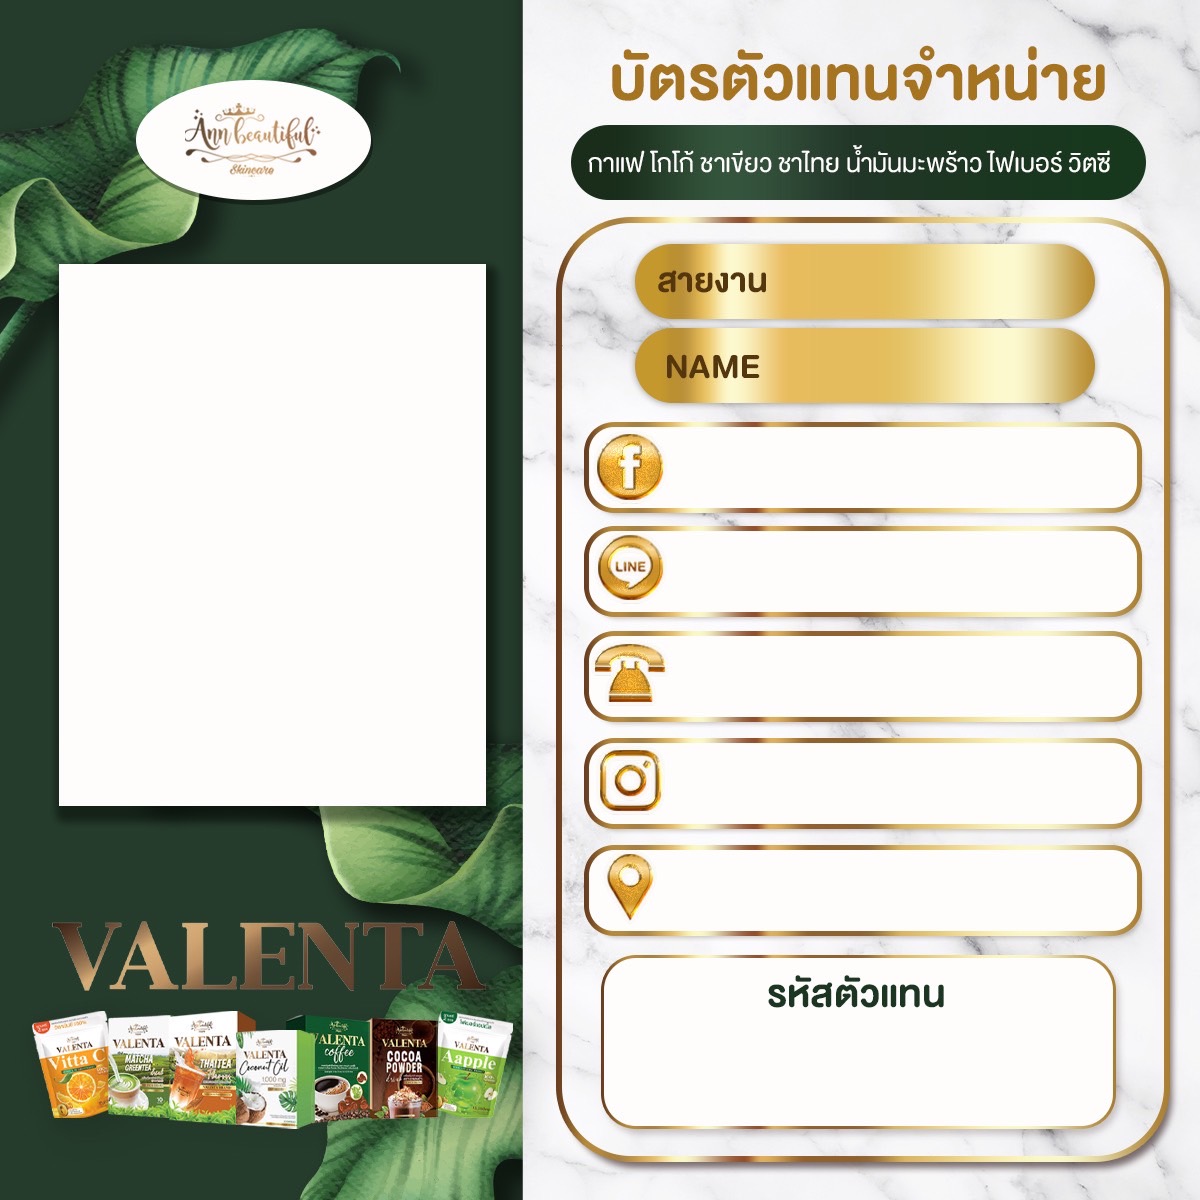 Ann beautiful
Skincare
บัตรตัวแทนจำหน่าย
กาแฟ โกโก้ ชาเขียว ชาไทย น้ำมันมะพร้าว ไฟเบอร์ วิตซี
สายงาน
NAME
LINE
รหัสตัวแทน
VALENTA
VALENTA
Vitta C
VALENTA
MATCHA
GREENTEA
VALENTA
THAITEA
VALENTA
Coconut Oil
1000 mg
VALENTA
coffee
VALENTA
COCOA
POWDER
VALENTA
Aapple